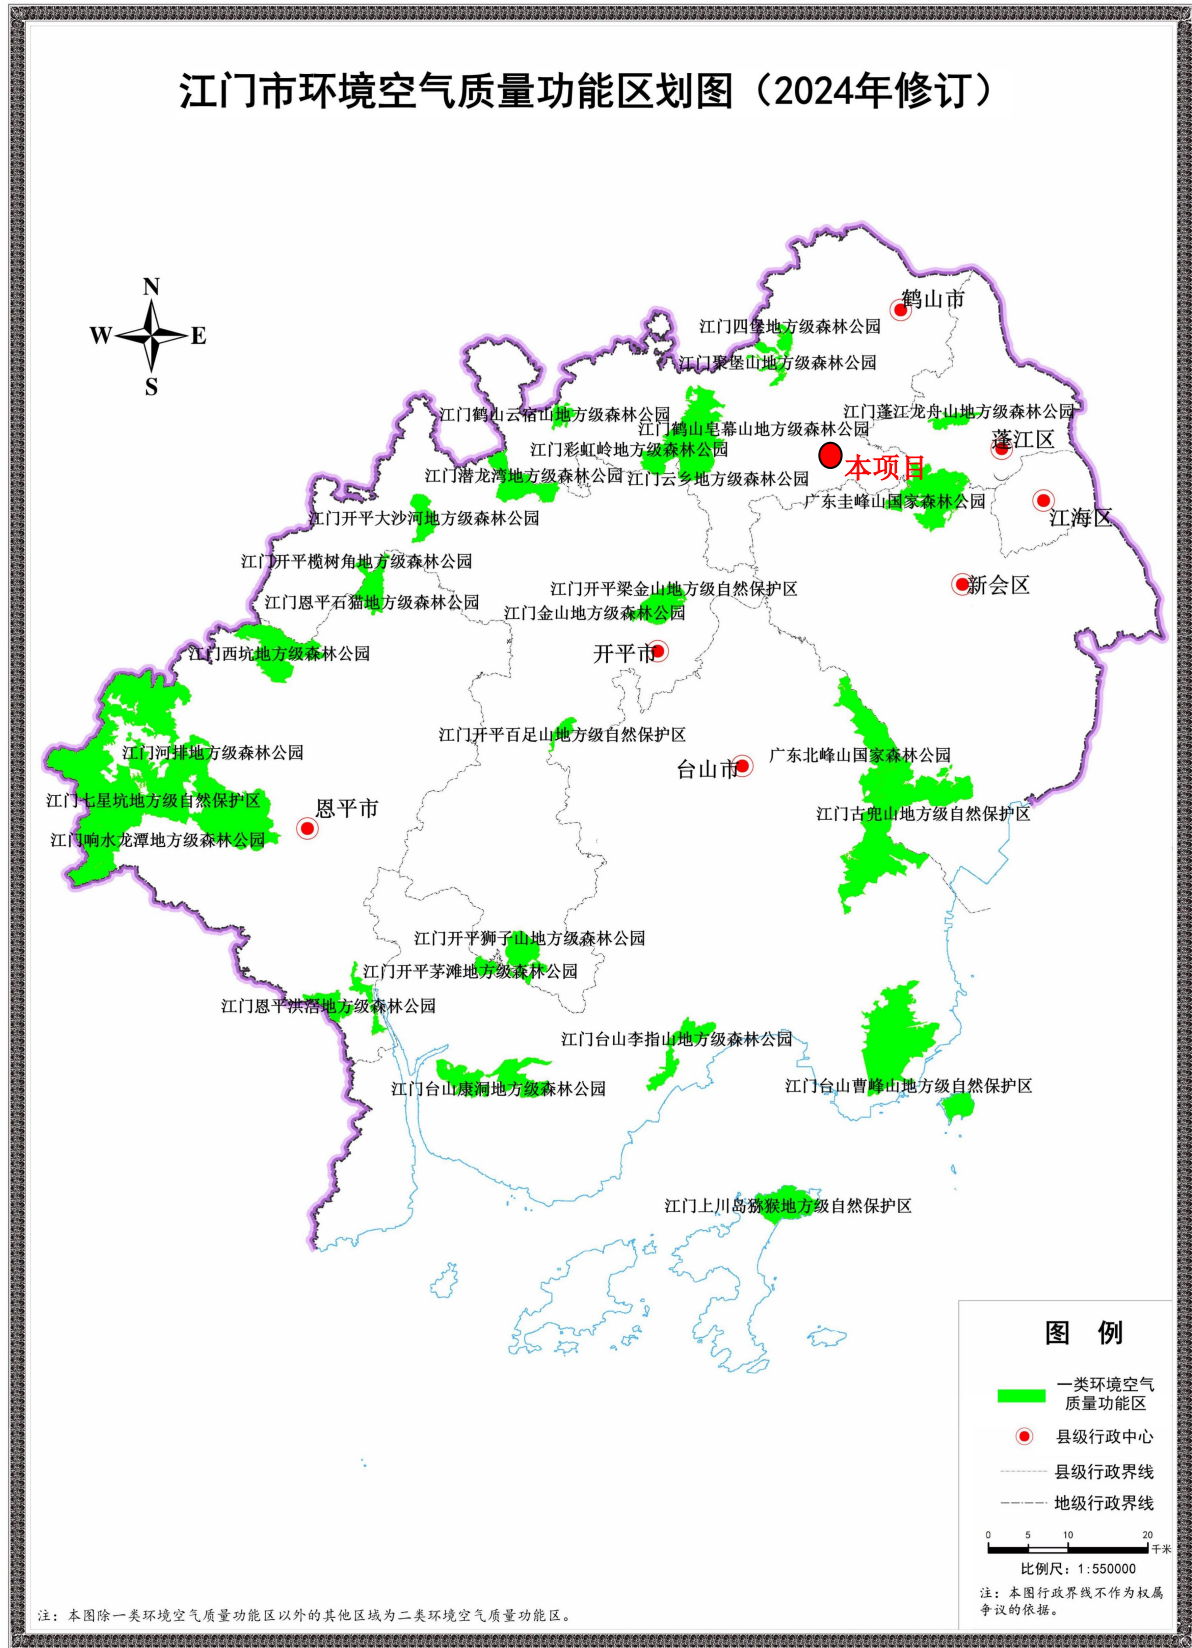 江门市环境空气质量功能区划图（2024年修订）
N
W
E
S
鹤山市
江门四堡地方级森林公园
江门聚堡山地方级森林公园
江门鹤山云宿山地方级森林公园
江门蓬江龙舟山地方级森林公园
江门鹤山皂幕山地方级森林公园
蓬江区
江门彩虹岭地方级森林公园
本项目
江门潜龙湾地方级森林公园
江门云乡地方级森林公园
广东圭峰山国家森林公园
江门开平大沙河地方级森林公园
江海区
江门开平榄树角地方级森林公园
新会区
江门开平梁金山地方级自然保护区
江门恩平石猫地方级森林公园
江门金山地方级森林公园
开平市
江门西坑地方级森林公园
江门开平百足山地方级自然保护区
江门河排地方级森林公园
广东北峰山国家森林公园
台山市
江门七星坑地方级自然保护区
恩平市
江门古兜山地方级自然保护区
江门响水龙潭地方级森林公园
江门开平狮子山地方级森林公园
江门开平茅滩地方级森林公园
江门恩平洪滘地方级森林公园
江门台山李指山地方级森林公园
江门台山康洞地方级森林公园
江门台山曹峰山地方级自然保护区
江门上川岛猕猴地方级自然保护区
图 例
一类环境空气
质量功能区
县级行政中心
县级行政界线
地级行政界线
0 5 10 20
千米
比例尺：1:550000
注：本图行政界线不作为权属
争议的依据。
注：本图除一类环境空气质量功能区以外的其他区域为二类环境空气质量功能区。